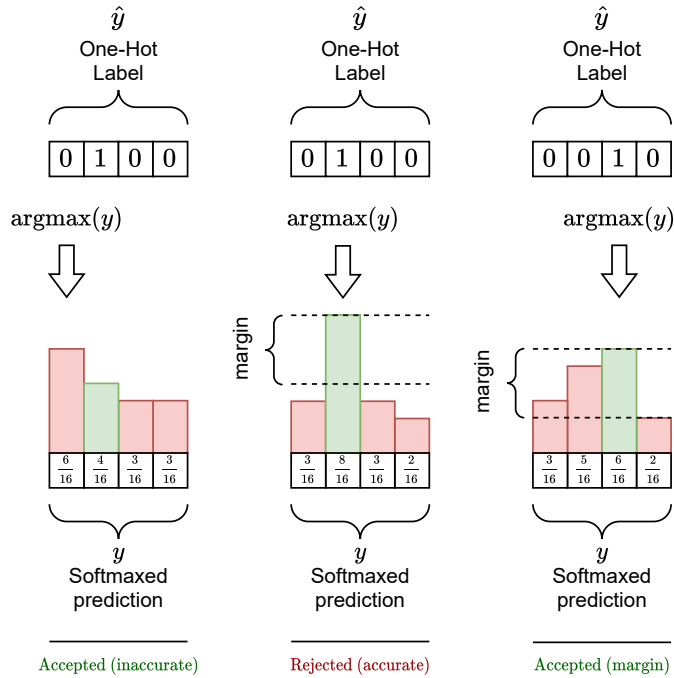 ŷ ŷ ŷ
One-Hot One-Hot One-Hot
Label Label Label
0 1 0 0 0 1 0 0 0 0 1 0
argmax(y) argmax(y) argmax(y)
margin margin
6/16 4/16 3/16 3/16 3/16 8/16 3/16 2/16 3/16 5/16 6/16 2/16
y y y
Softmaxed Softmaxed Softmaxed
prediction prediction prediction
Accepted (inaccurate) Rejected (accurate) Accepted (margin)